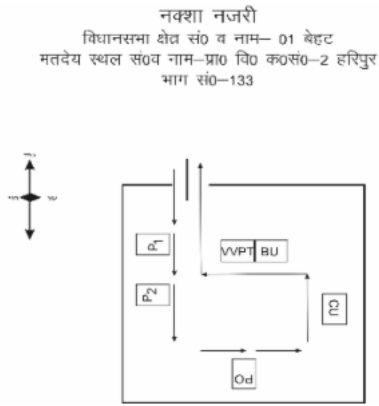 नक्शा नजरी
विधानसभा क्षेत्र सं0 व नाम– 01 बेहट
मतदेय स्थल सं0व नाम–प्रा0 वि0 क0सं0–2 हरिपुर
भाग सं0-133
P1
VVPT BU
P2
CU
PO